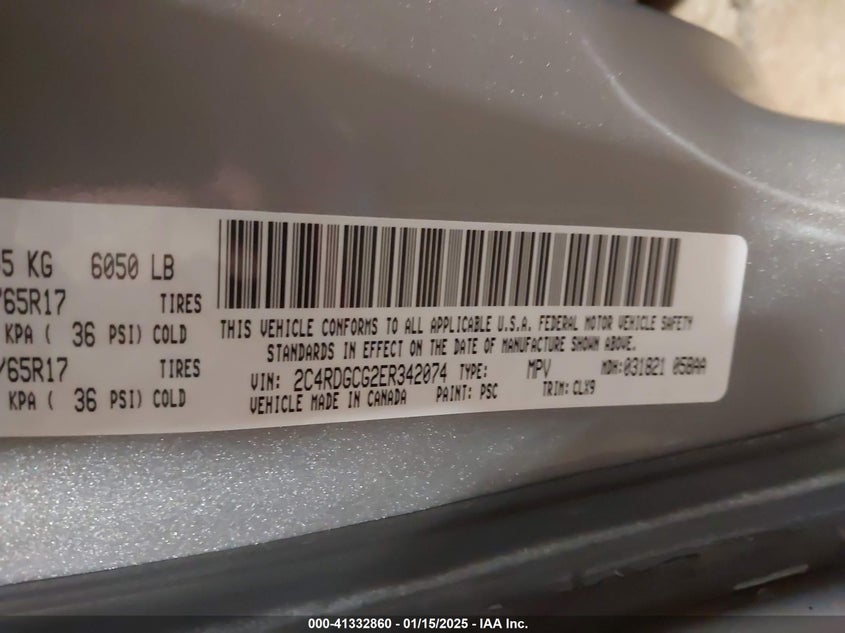 5 KG 6050 LB
/65R17 TIRES
KPA ( 36 PSI) COLD
/65R17 TIRES
KPA ( 36 PSI) COLD
THIS VEHICLE CONFORMS TO ALL APPLICABLE U.S.A. FEDERAL MOTOR VEHICLE SAFETY
STANDARDS IN EFFECT ON THE DATE OF MANUFACTURE SHOWN ABOVE.
VIN: 2C4RDGCG2ER342074 TYPE: MPV MDH:031821 058AA
VEHICLE MADE IN CANADA PAINT: PSC TRIM: CLX9
000-41332860 - 01/15/2025 - IAA Inc.